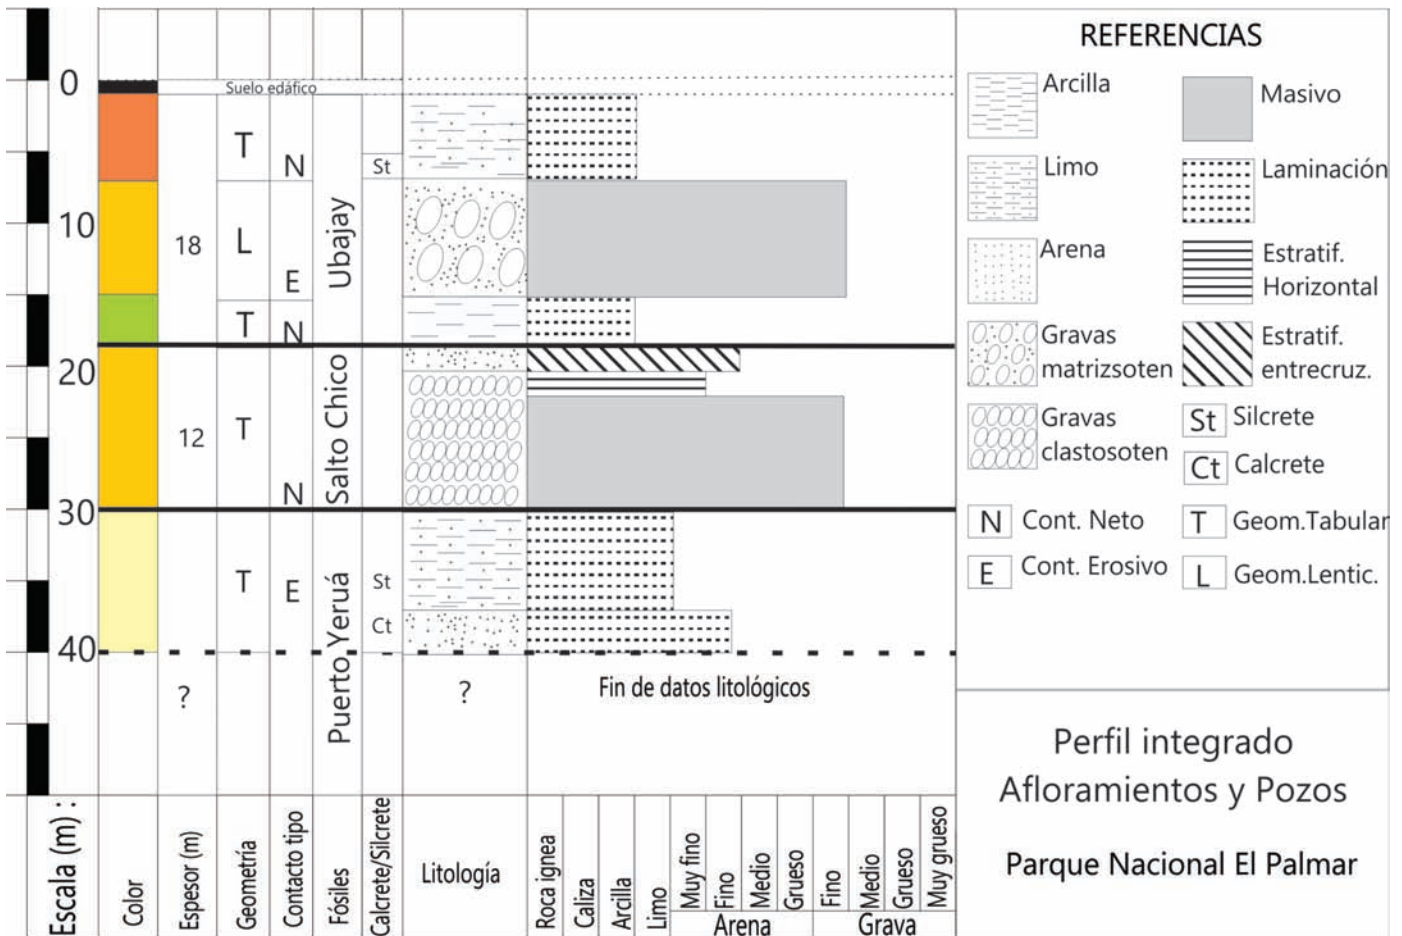 0
10
20
30
40
Suelo edáfico
T
N
St
18
L
E
T
N
Ubajay
12
T
N
Salto Chico
T
E
St
Ct
Puerto Yeruá
?
?
Fin de datos litológicos
Escala (m) :
Color
Espesor (m)
Geometría
Contacto tipo
Fósiles
Calcrete/Silcrete
Litología
Roca ignea
Caliza
Arcilla
Limo
Muy fino
Fino
Medio
Grueso
Arena
Fino
Medio
Grueso
Muy grueso
Grava
REFERENCIAS
Arcilla
Masivo
Limo
Laminación
Arena
Estratif.
Horizontal
Gravas
matrizsoten
Estratif.
entrecruz.
Gravas
clastosoten
St Silcrete
Ct Calcrete
N Cont. Neto
T Geom.Tabular
E Cont. Erosivo
L Geom.Lentic.
Perfil integrado
Afloramientos y Pozos
Parque Nacional El Palmar